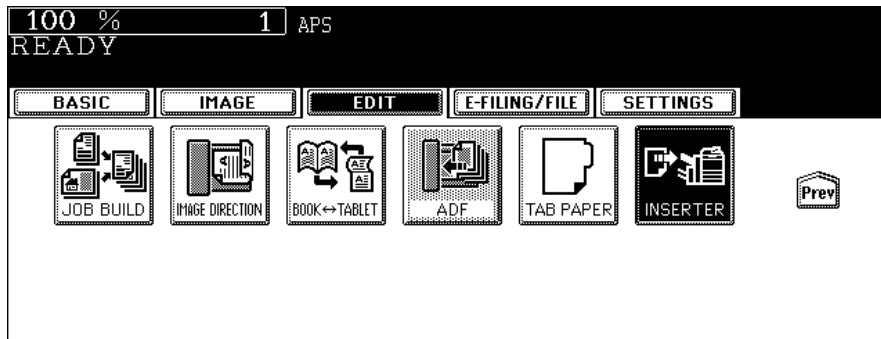 100 % 1 APS
READY
BASIC IMAGE EDIT E-FILING/FILE SETTINGS
JOB BUILD IMAGE DIRECTION BOOK↔TABLET ADF TAB PAPER INSERTER Prev